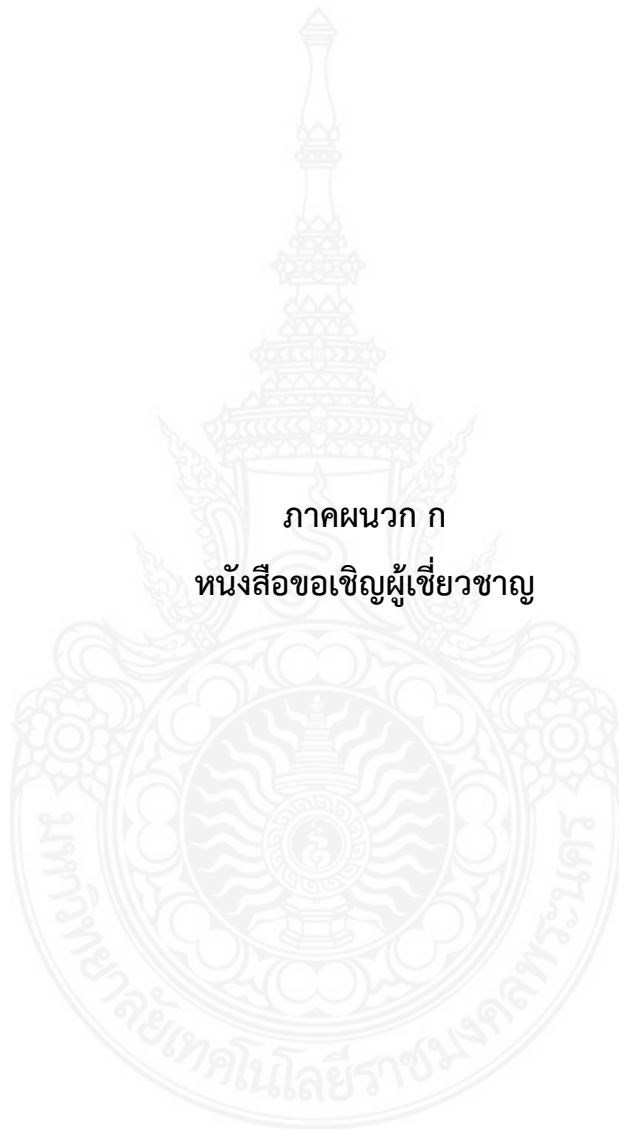 ภาคผนวก ก
หนังสือขอเชิญผู้เชี่ยวชาญ
มหาวิทยาลัยเทคโนโลยีราชมงคลพระนคร